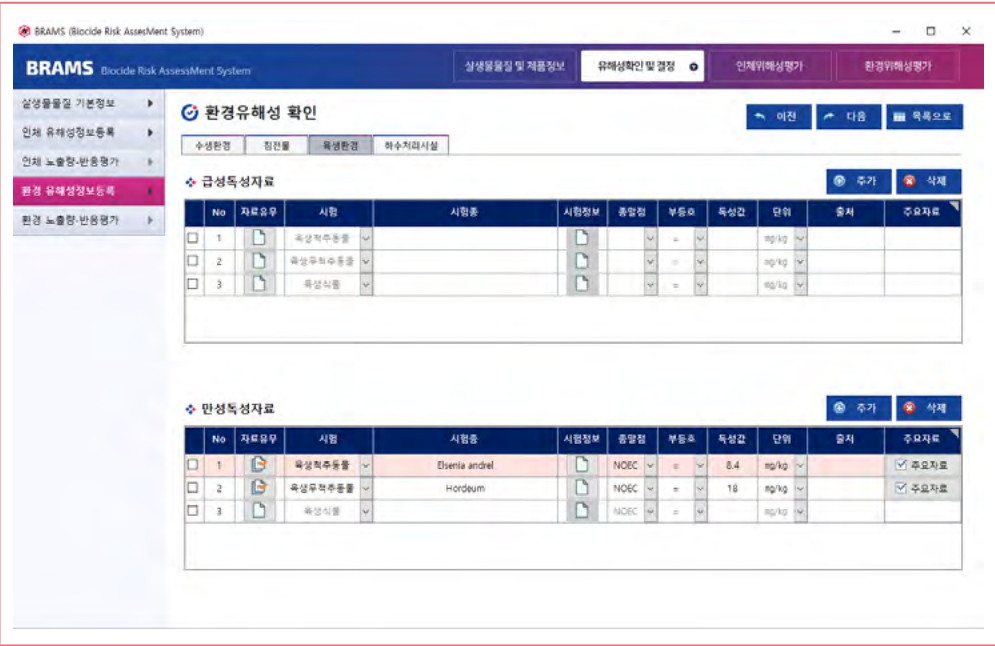 BRAMS (Biocide Risk AssesMent System)
BRAMS Biocide Risk AssessMent System
살생물물질 및 제품정보 유해성확인 및 결정 인체위해성평가 환경위해성평가
살생물물질 기본정보
인체 유해성정보등록
인체 노출량-반응평가
환경 유해성정보등록
환경 노출량-반응평가
환경유해성 확인
이전 다음 목록으로
수생환경 침전물 육생환경 하수처리시설
급성독성자료
추가 삭제
No 자료유무 시험 시험종 시험정보 종말점 부등호 독성값 단위 출처 주요자료
1 육생척추동물 = mg/kg
2 육생무척추동물 = mg/kg
3 육생식물 = mg/kg
만성독성자료
추가 삭제
No 자료유무 시험 시험종 시험정보 종말점 부등호 독성값 단위 출처 주요자료
1 육생척추동물 Eisenia andrei NOEC = 8.4 mg/kg 주요자료
2 육생무척추동물 Hordeum NOEC = 18 mg/kg 주요자료
3 육생식물 NOEC = mg/kg